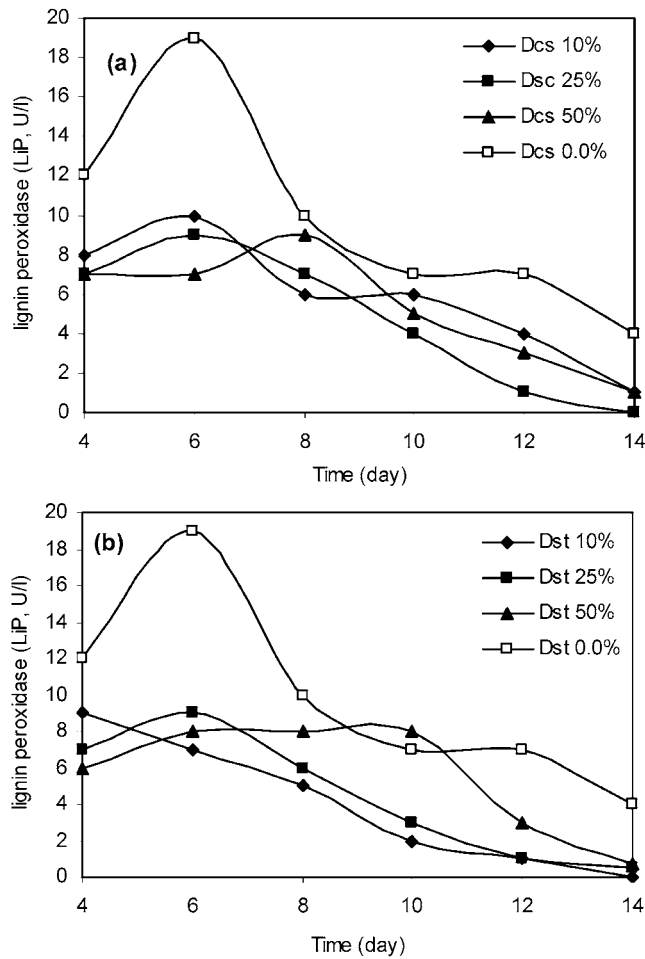 (a)
Dcs 10%
Dsc 25%
Dcs 50%
Dcs 0.0%
lignin peroxidase (LiP, U/l)
20
18
16
14
12
10
8
6
4
2
0
4 6 8 10 12 14
Time (day)
(b)
Dst 10%
Dst 25%
Dst 50%
Dst 0.0%
lignin peroxidase (LiP, U/l)
20
18
16
14
12
10
8
6
4
2
0
4 6 8 10 12 14
Time (day)